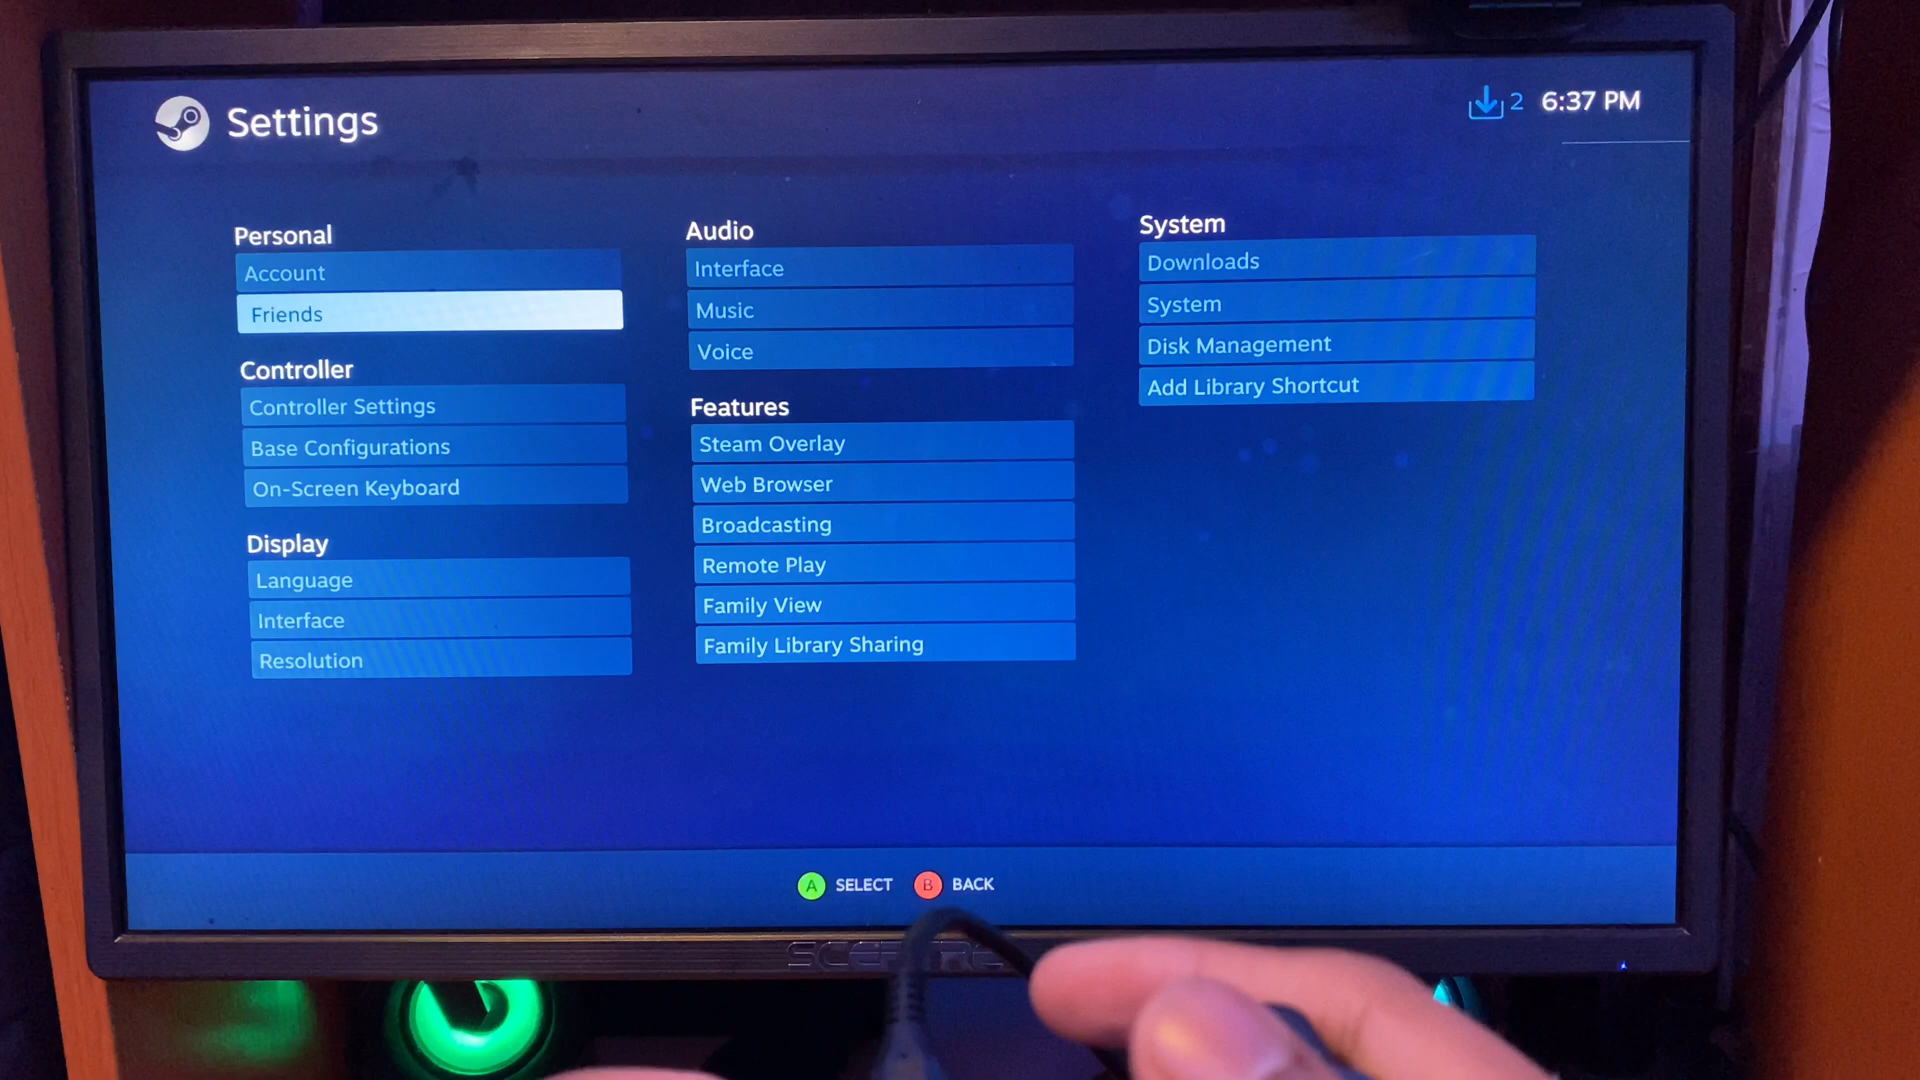 Settings
2 6:37 PM
Personal
Account
Friends
Controller
Controller Settings
Base Configurations
On-Screen Keyboard
Display
Language
Interface
Resolution
Audio
Interface
Music
Voice
Features
Steam Overlay
Web Browser
Broadcasting
Remote Play
Family View
Family Library Sharing
System
Downloads
System
Disk Management
Add Library Shortcut
A SELECT B BACK
SCEPTRE